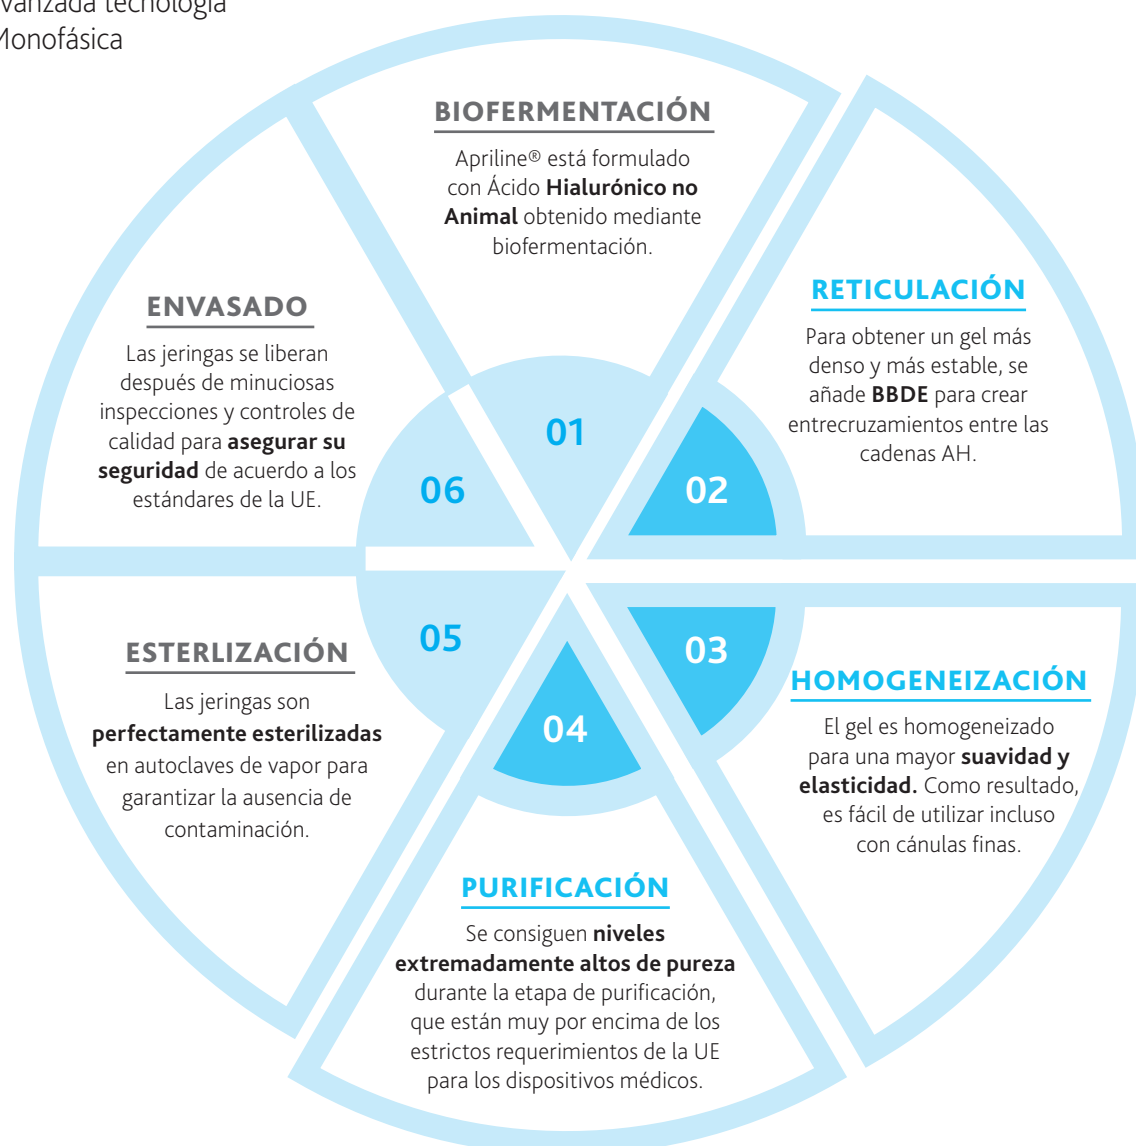 vanzada tecnología
Monofásica
BIOFERMENTACIÓN
Apriline® está formulado
con Ácido Hialurónico no
Animal obtenido mediante
biofermentación.
01
RETICULACIÓN
Para obtener un gel más
denso y más estable, se
añade BBDE para crear
entrecruzamientos entre las
cadenas AH.
02
HOMOGENEIZACIÓN
El gel es homogeneizado
para una mayor suavidad y
elasticidad. Como resultado,
es fácil de utilizar incluso
con cánulas finas.
03
PURIFICACIÓN
Se consiguen niveles
extremadamente altos de pureza
durante la etapa de purificación,
que están muy por encima de los
estrictos requerimientos de la UE
para los dispositivos médicos.
04
ESTERLIZACIÓN
Las jeringas son
perfectamente esterilizadas
en autoclaves de vapor para
garantizar la ausencia de
contaminación.
05
ENVASADO
Las jeringas se liberan
después de minuciosas
inspecciones y controles de
calidad para asegurar su
seguridad de acuerdo a los
estándares de la UE.
06